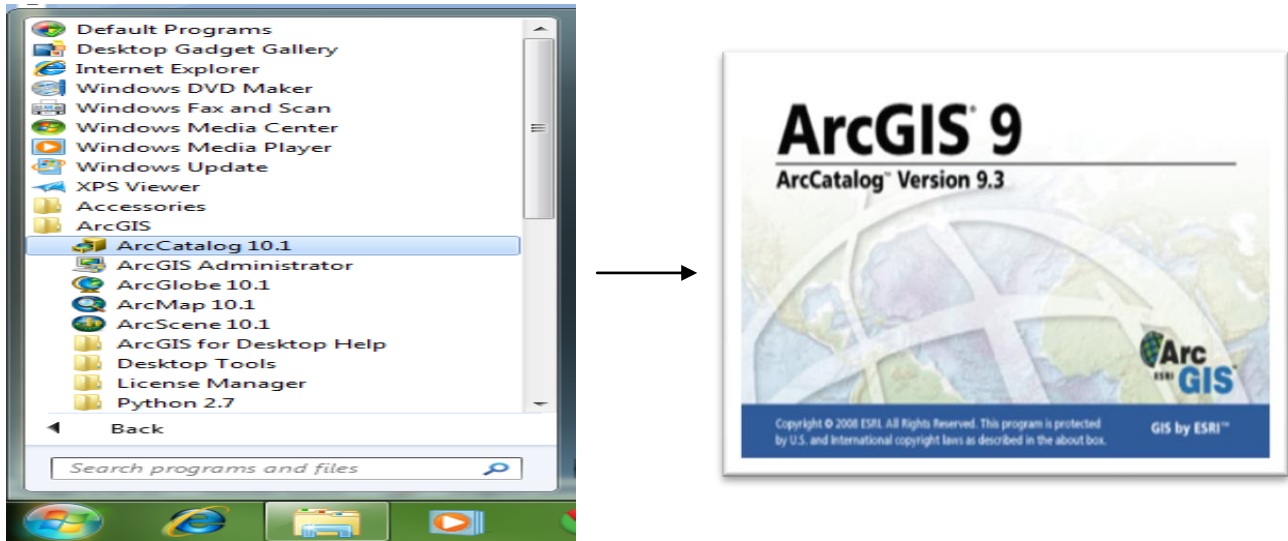 Default Programs
Desktop Gadget Gallery
Internet Explorer
Windows DVD Maker
Windows Fax and Scan
Windows Media Center
Windows Media Player
Windows Update
XPS Viewer
Accessories
ArcGIS
ArcCatalog 10.1
ArcGIS Administrator
ArcGlobe 10.1
ArcMap 10.1
ArcScene 10.1
ArcGIS for Desktop Help
Desktop Tools
License Manager
Python 2.7
Back
Search programs and files
ArcGIS® 9
ArcCatalog™ Version 9.3
Arc
ESRI GIS
Copyright © 2008 ESRI. All Rights Reserved. This program is protected
by U.S. and International copyright laws as described in the about box.
GIS by ESRI™